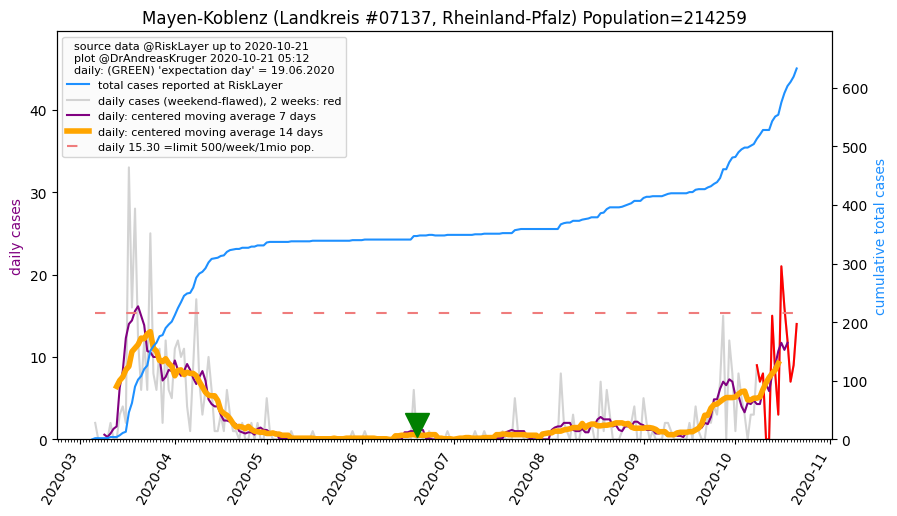 Mayen-Koblenz (Landkreis #07137, Rheinland-Pfalz) Population=214259
source data @RiskLayer up to 2020-10-21
plot @DrAndreasKruger 2020-10-21 05:12
daily: (GREEN) 'expectation day' = 19.06.2020
total cases reported at RiskLayer
daily cases (weekend-flawed), 2 weeks: red
daily: centered moving average 7 days
daily: centered moving average 14 days
daily 15.30 =limit 500/week/1mio pop.
daily cases
40
30
20
10
0
cumulative total cases
600
500
400
300
200
100
0
2020-03
2020-04
2020-05
2020-06
2020-07
2020-08
2020-09
2020-10
2020-11